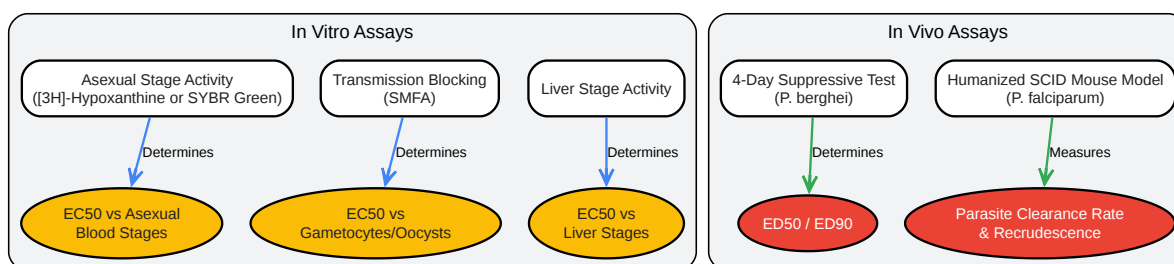 In Vitro Assays
Asexual Stage Activity
([3H]-Hypoxanthine or SYBR Green)
Transmission Blocking
(SMFA)
Liver Stage Activity
Determines
Determines
Determines
EC50 vs Asexual
Blood Stages
EC50 vs
Gametocytes/Oocysts
EC50 vs
Liver Stages
In Vivo Assays
4-Day Suppressive Test
(P. berghei)
Humanized SCID Mouse Model
(P. falciparum)
Determines
Measures
ED50 / ED90
Parasite Clearance Rate
& Recrudescence